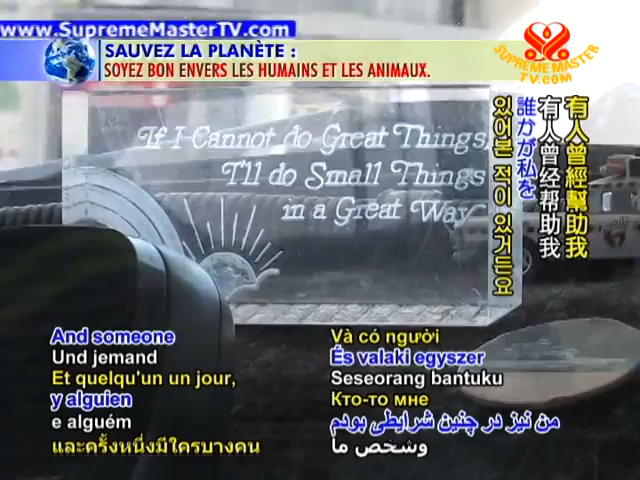 www.SupremeMasterTV.com
SAUVEZ LA PLANÈTE :
SOYEZ BON ENVERS LES HUMAINS ET LES ANIMAUX.
SUPREME MASTER
TV.COM
If I Cannot do Great Things,
I'll do Small Things
in a Great Way
有人曾經幫助我
有人曾经帮助我
誰かが私を
있어본 적이 있거든요
And someone
Und jemand
Et quelqu'un un jour,
y alguien
e alguém
และครั้งหนึ่งมีใครบางคน
Và có người
És valaki egyszer
Seseorang bantuku
Кто-то мне
من نیز در چنین شرایطی بودم
وشخص ما